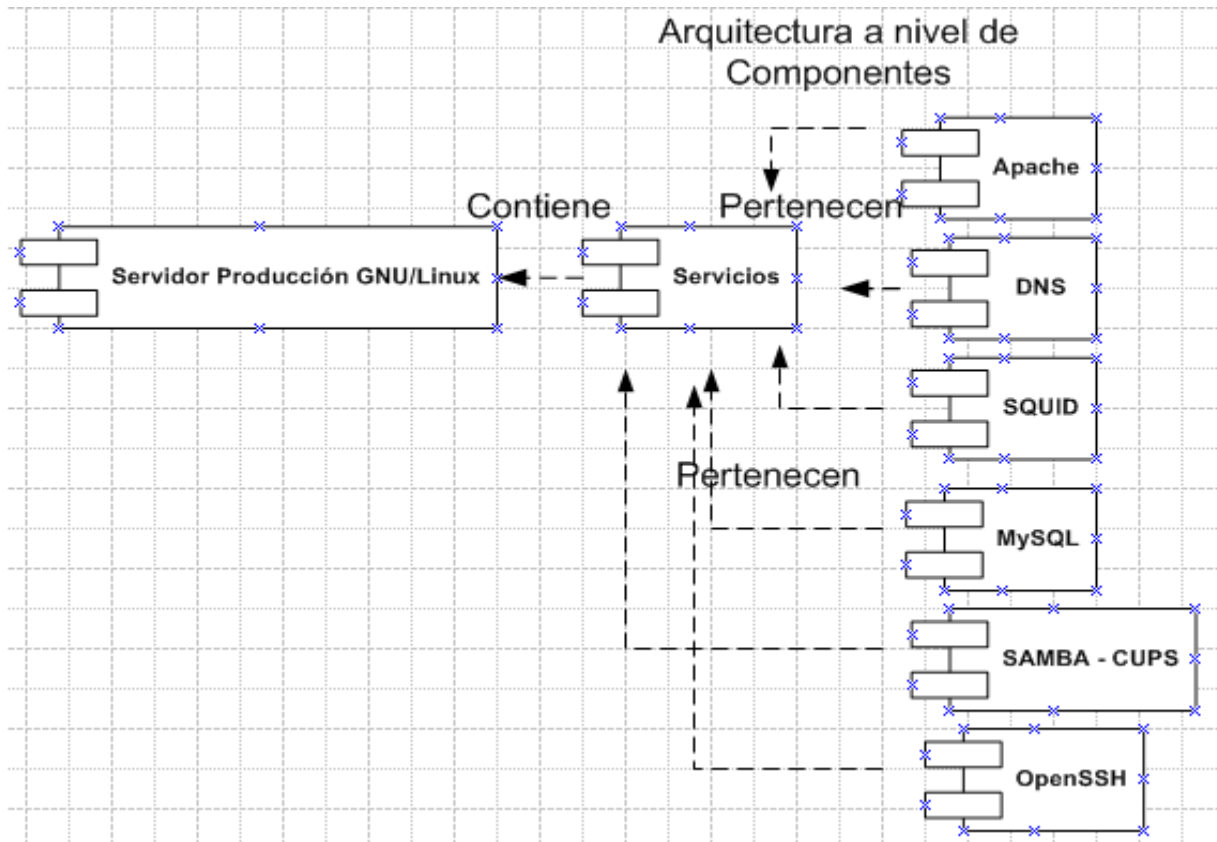 Arquitectura a nivel de
Componentes
Apache
Contiene
Pertenecen
Servidor Producción GNU/Linux
Servicios
DNS
SQUID
Pertenecen
MySQL
SAMBA - CUPS
OpenSSH